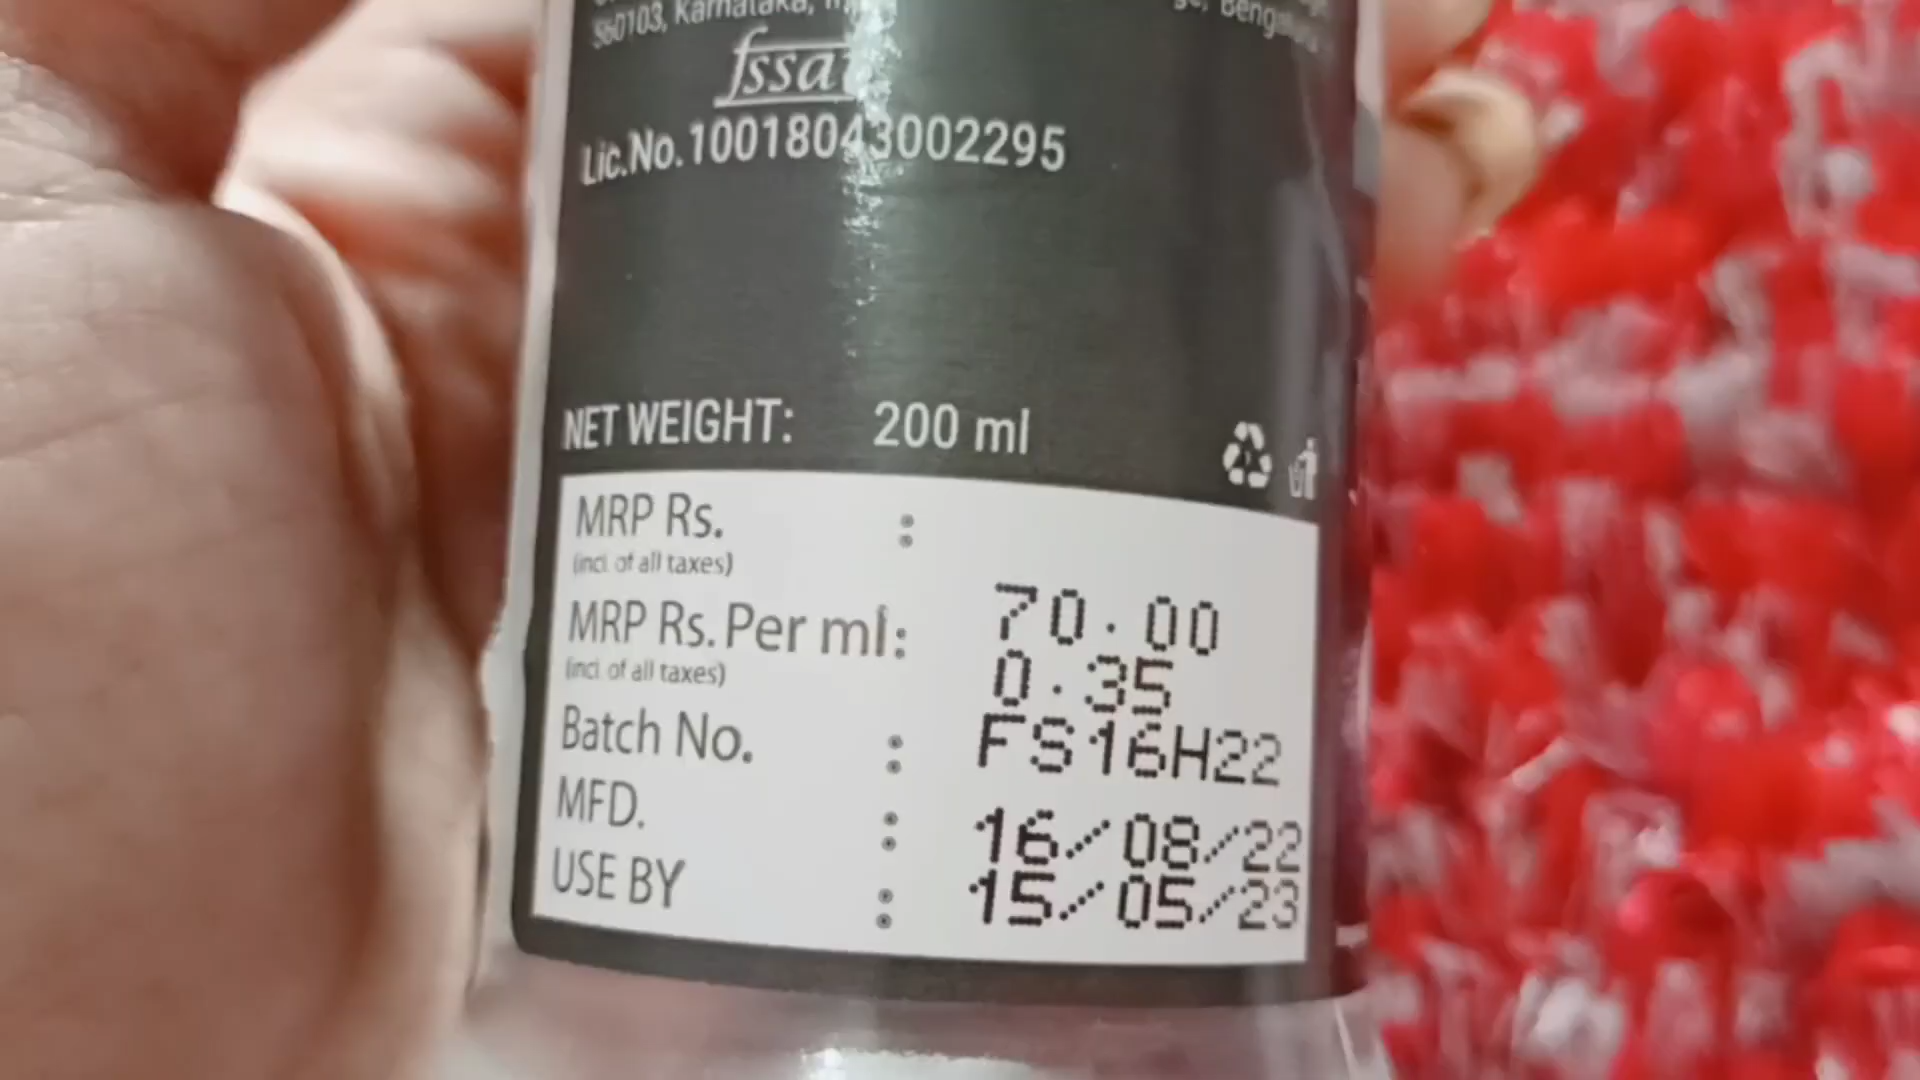 560103, Karnataka,
fssai
Lic.No.10018043002295
NET WEIGHT: 200 ml
MRP Rs. :
(incl. of all taxes)
70.00
MRP Rs. Per ml:
(incl. of all taxes)
0.35
Batch No. : FS16H22
MFD. : 16/08/22
USE BY : 15/05/23